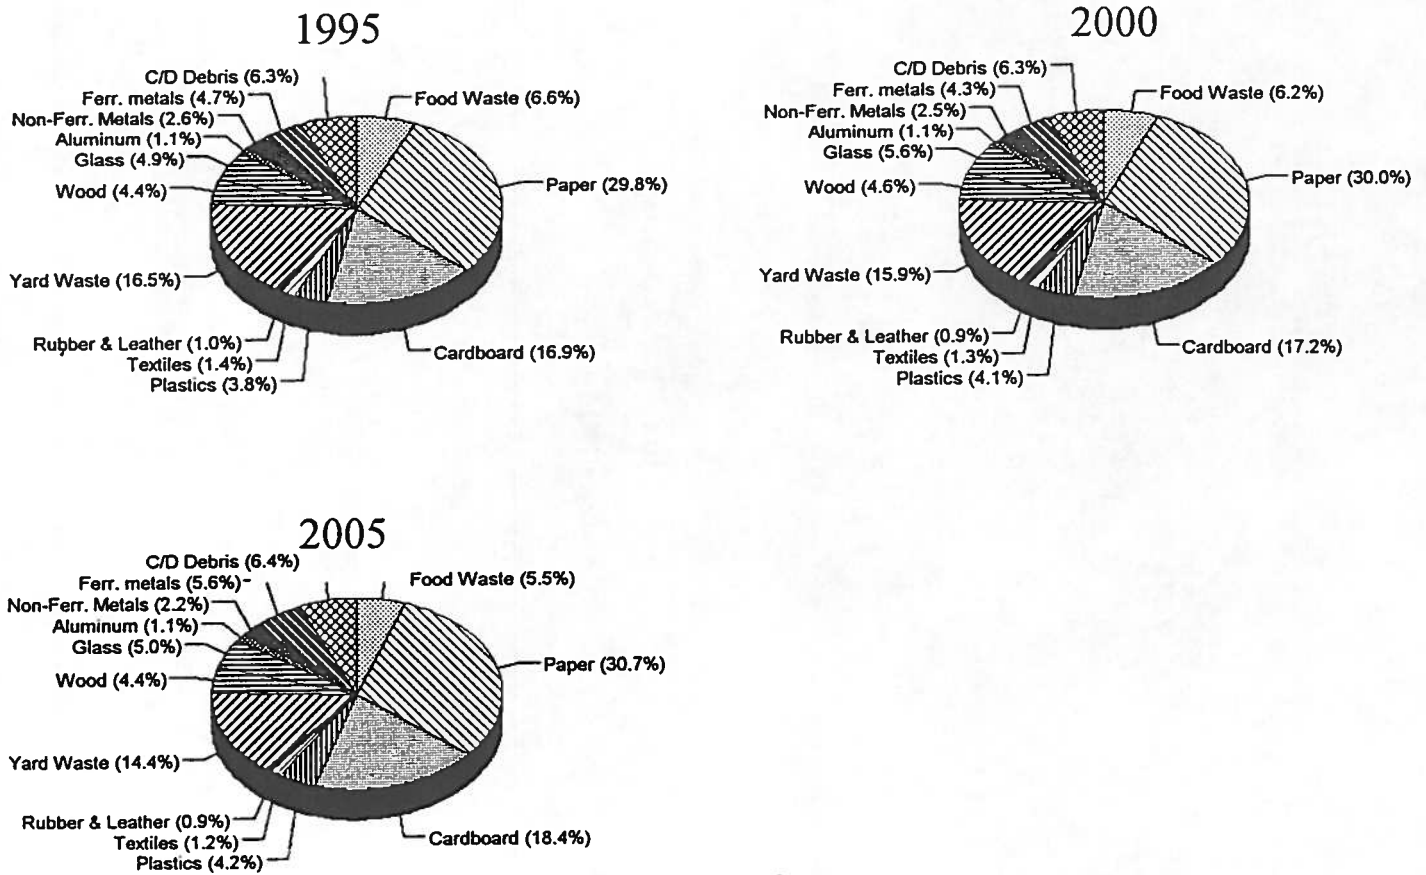 1995
C/D Debris (6.3%)
Ferr. metals (4.7%)
Non-Ferr. Metals (2.6%)
Aluminum (1.1%)
Glass (4.9%)
Wood (4.4%)
Yard Waste (16.5%)
Rubber & Leather (1.0%)
Textiles (1.4%)
Plastics (3.8%)
Food Waste (6.6%)
Paper (29.8%)
Cardboard (16.9%)
2000
C/D Debris (6.3%)
Ferr. metals (4.3%)
Non-Ferr. Metals (2.5%)
Aluminum (1.1%)
Glass (5.6%)
Wood (4.6%)
Yard Waste (15.9%)
Rubber & Leather (0.9%)
Textiles (1.3%)
Plastics (4.1%)
Food Waste (6.2%)
Paper (30.0%)
Cardboard (17.2%)
2005
C/D Debris (6.4%)
Ferr. metals (5.6%)
Non-Ferr. Metals (2.2%)
Aluminum (1.1%)
Glass (5.0%)
Wood (4.4%)
Yard Waste (14.4%)
Rubber & Leather (0.9%)
Textiles (1.2%)
Plastics (4.2%)
Food Waste (5.5%)
Paper (30.7%)
Cardboard (18.4%)